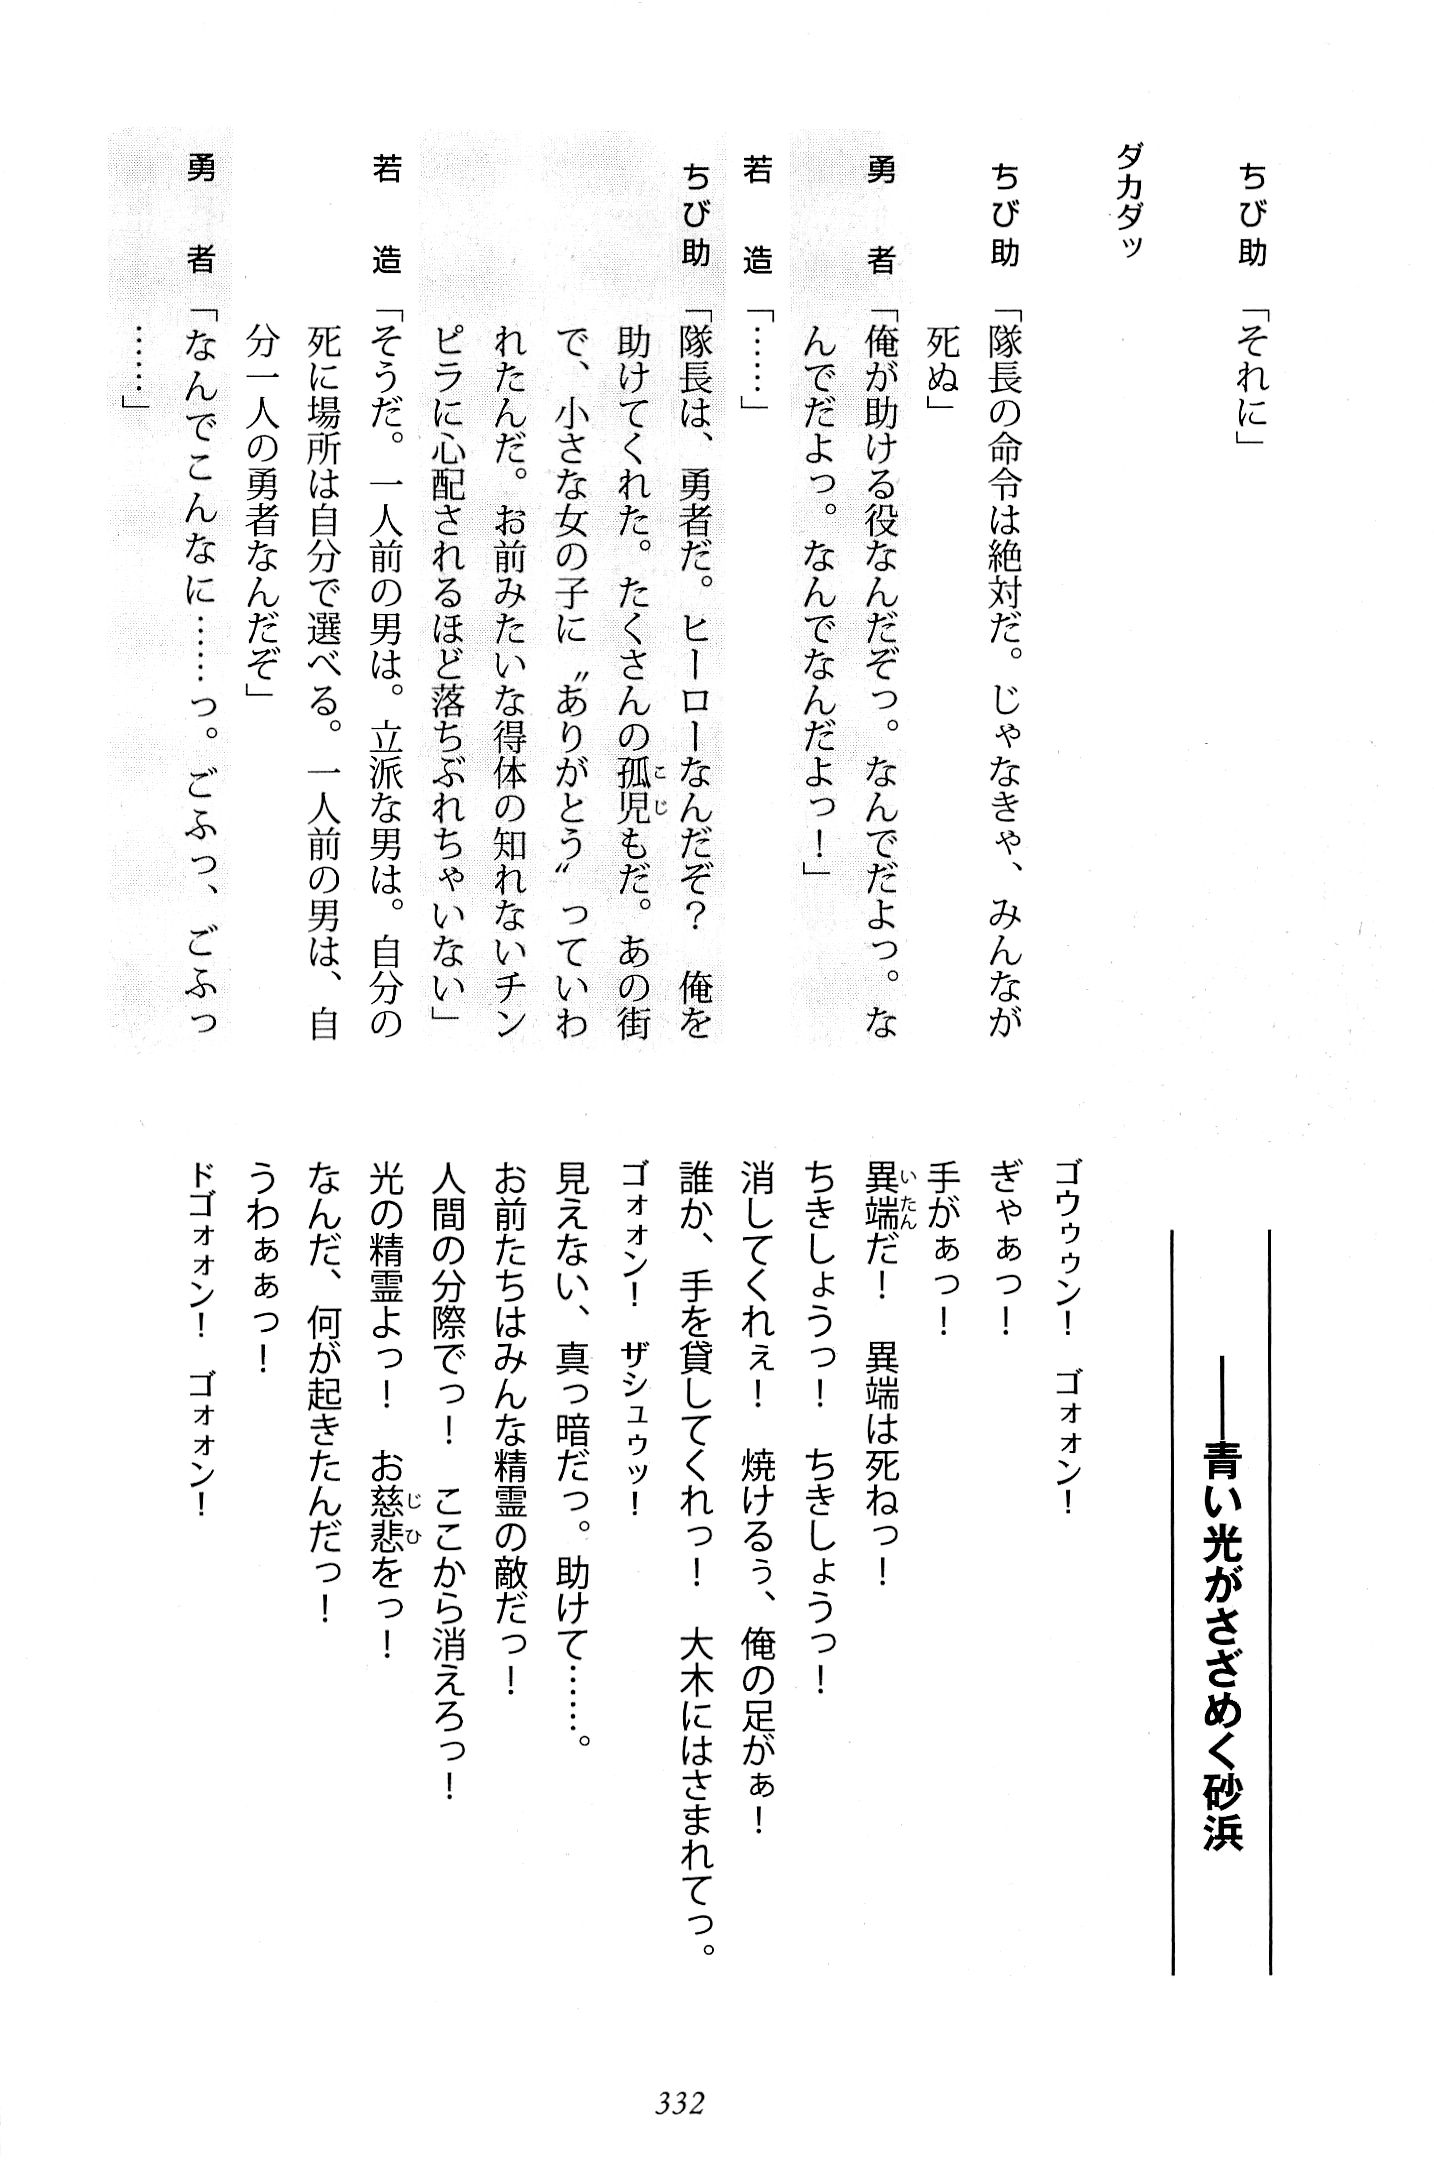 ちび助「それに」
ダカダッ
ちび助「隊長の命令は絶対だ。じゃなきゃ、みんなが
死ぬ」
勇者「俺が助ける役なんだぞっ。なんでだよっ。な
んでだよっ。なんでなんだよっ！」
若造「……」
ちび助「隊長は、勇者だ。ヒーローなんだぞ？　俺を
助けてくれた。たくさんの孤児もだ。あの街
で、小さな女の子に〝ありがとう〟っていわ
れたんだ。お前みたいな得体の知れないチン
ピラに心配されるほど落ちぶれちゃいない」
若造「そうだ。一人前の男は。立派な男は。自分の
死に場所は自分で選べる。一人前の男は、自
分一人の勇者なんだぞ」
勇者「なんでこんなに……っ。ごふっ、ごふっ
……」
――青い光がさざめく砂浜
ゴウゥゥン！　ゴォォン！
ぎゃぁっ！
手がぁっ！
異端だ！　異端は死ねっ！
ちきしょうっ！　ちきしょうっ！
消してくれぇ！　焼けるぅ、俺の足がぁ！
誰か、手を貸してくれっ！　大木にはさまれてっ。
ゴォォン！　ザシュゥッ！
見えない、真っ暗だっ。助けて……。
お前たちはみんな精霊の敵だっ！
人間の分際でっ！　ここから消えろっ！
光の精霊よっ！　お慈悲をっ！
なんだ、何が起きたんだっ！
うわぁぁっ！
ドゴォォン！　ゴォォン！
332